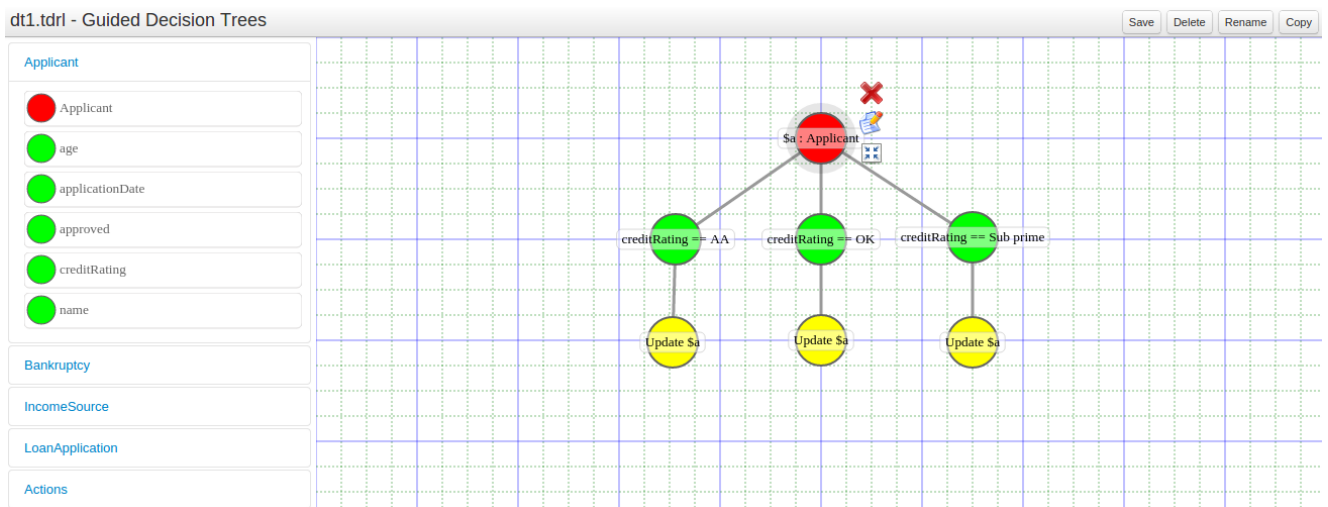 dt1.tdrl - Guided Decision Trees
Save
Delete
Rename
Copy
Applicant
Applicant
age
applicationDate
approved
creditRating
name
Bankruptcy
IncomeSource
LoanApplication
Actions
$a : Applicant
creditRating == AA
creditRating == OK
creditRating == Sub prime
Update $a
Update $a
Update $a